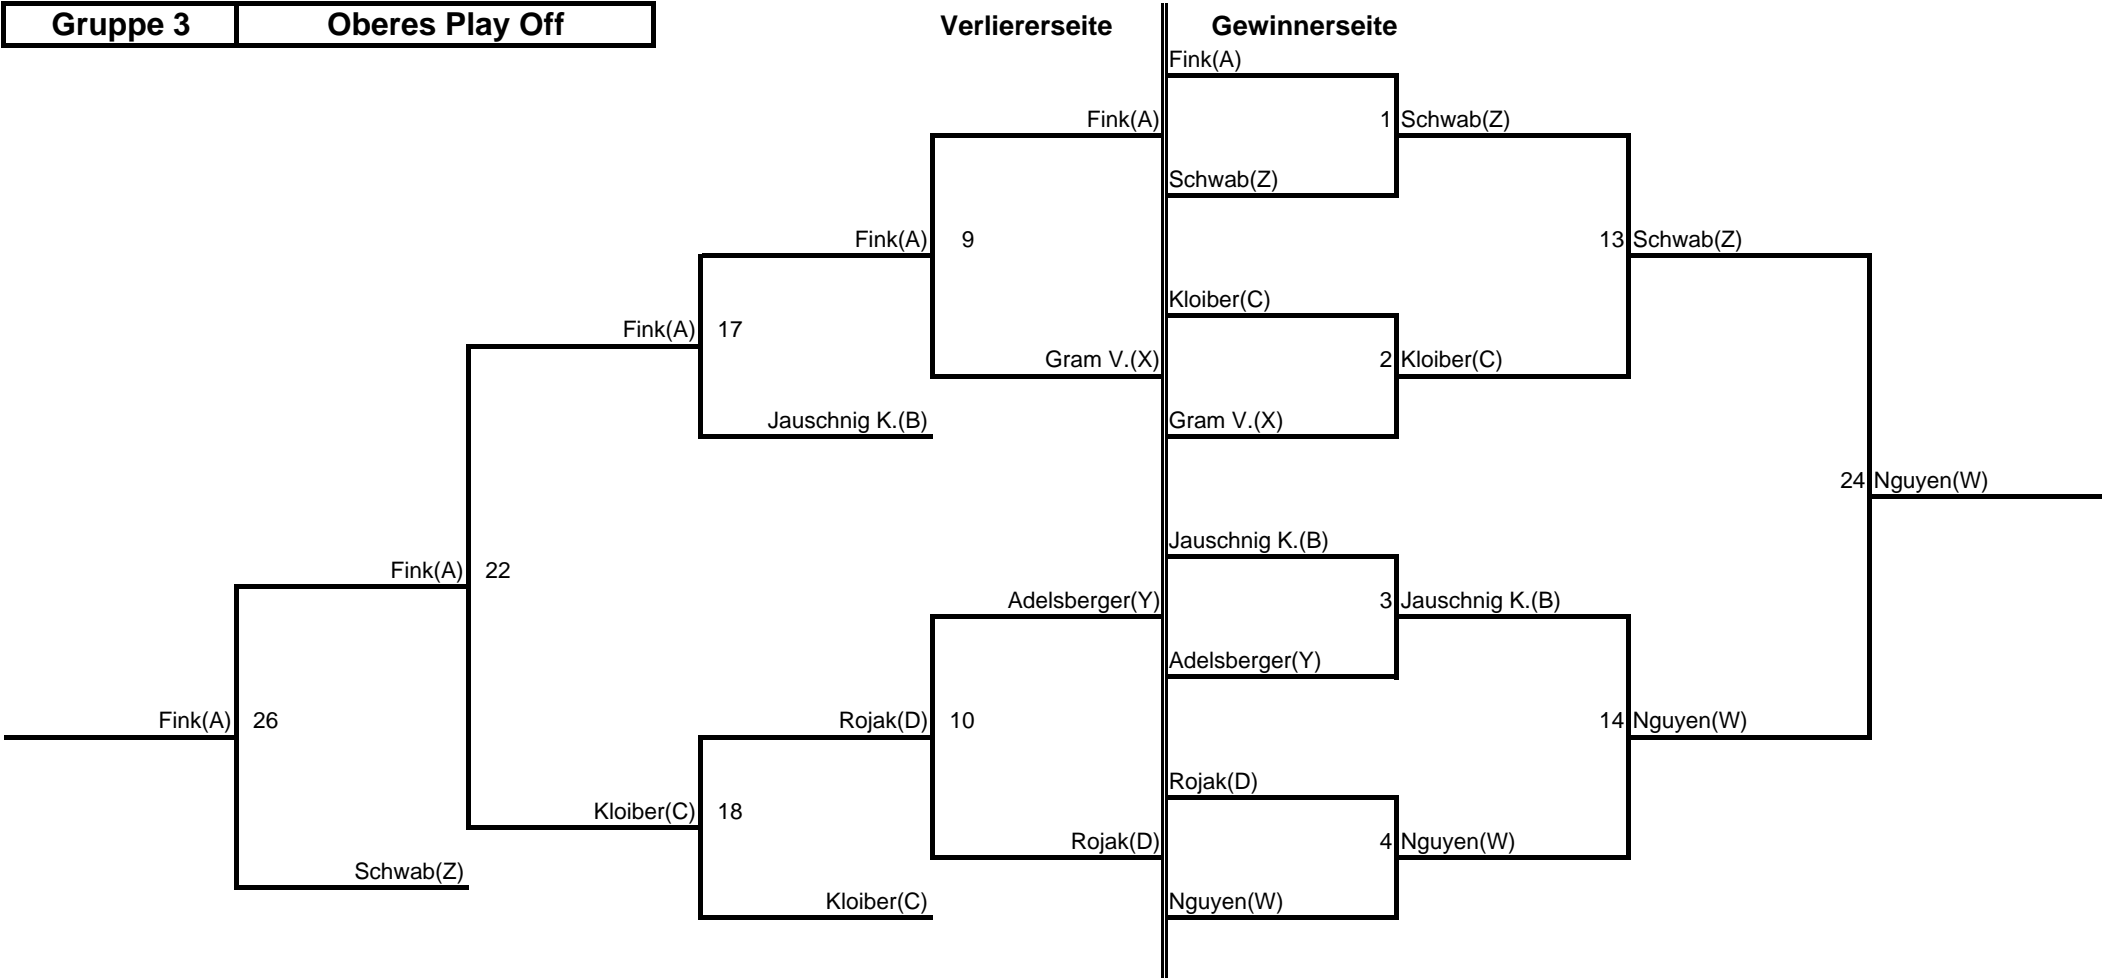 Gruppe 3 Oberes Play Off Verliererseite Gewinnerseite
Fink(A)
Fink(A) 1 Schwab(Z)
Schwab(Z)
Fink(A) 9 13 Schwab(Z)
Kloiber(C)
Fink(A) 17
Gram V.(X) 2 Kloiber(C)
Jauschnig K.(B) Gram V.(X)
24 Nguyen(W)
Jauschnig K.(B)
Fink(A) 22
Adelsberger(Y) 3 Jauschnig K.(B)
Adelsberger(Y)
Fink(A) 26 Rojak(D) 10 14 Nguyen(W)
Rojak(D)
Kloiber(C) 18
Rojak(D) 4 Nguyen(W)
Schwab(Z)
Kloiber(C) Nguyen(W)